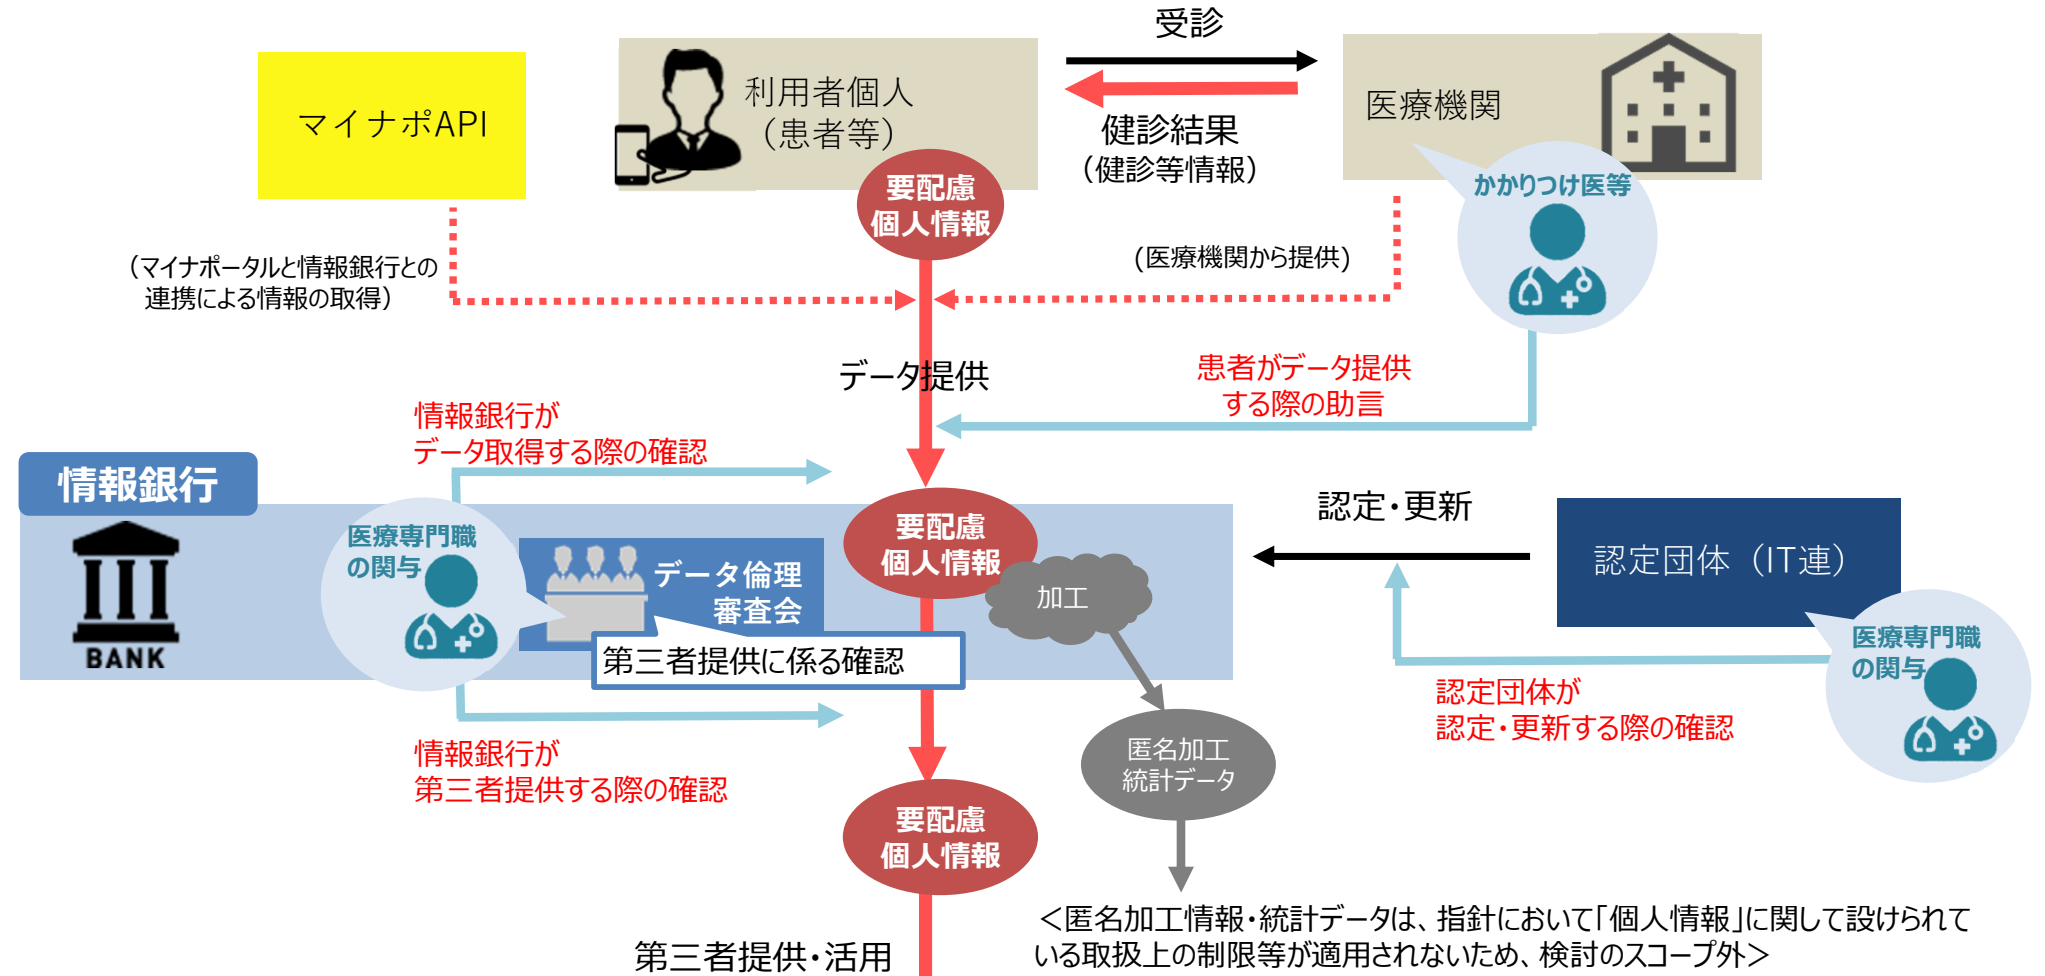 受診
マイナポAPI
利用者個人
（患者等）
医療機関
健診結果
（健診等情報）
要配慮
個人情報
かかりつけ医等
（マイナポータルと情報銀行との
連携による情報の取得）
(医療機関から提供)
データ提供
患者がデータ提供
する際の助言
情報銀行が
データ取得する際の確認
情報銀行
BANK
医療専門職
の関与
データ倫理
審査会
第三者提供に係る確認
要配慮
個人情報
加工
認定・更新
認定団体（IT連）
医療専門職
の関与
認定団体が
認定・更新する際の確認
情報銀行が
第三者提供する際の確認
匿名加工
統計データ
要配慮
個人情報
＜匿名加工情報・統計データは、指針において「個人情報」に関して設けられて
いる取扱上の制限等が適用されないため、検討のスコープ外＞
第三者提供・活用